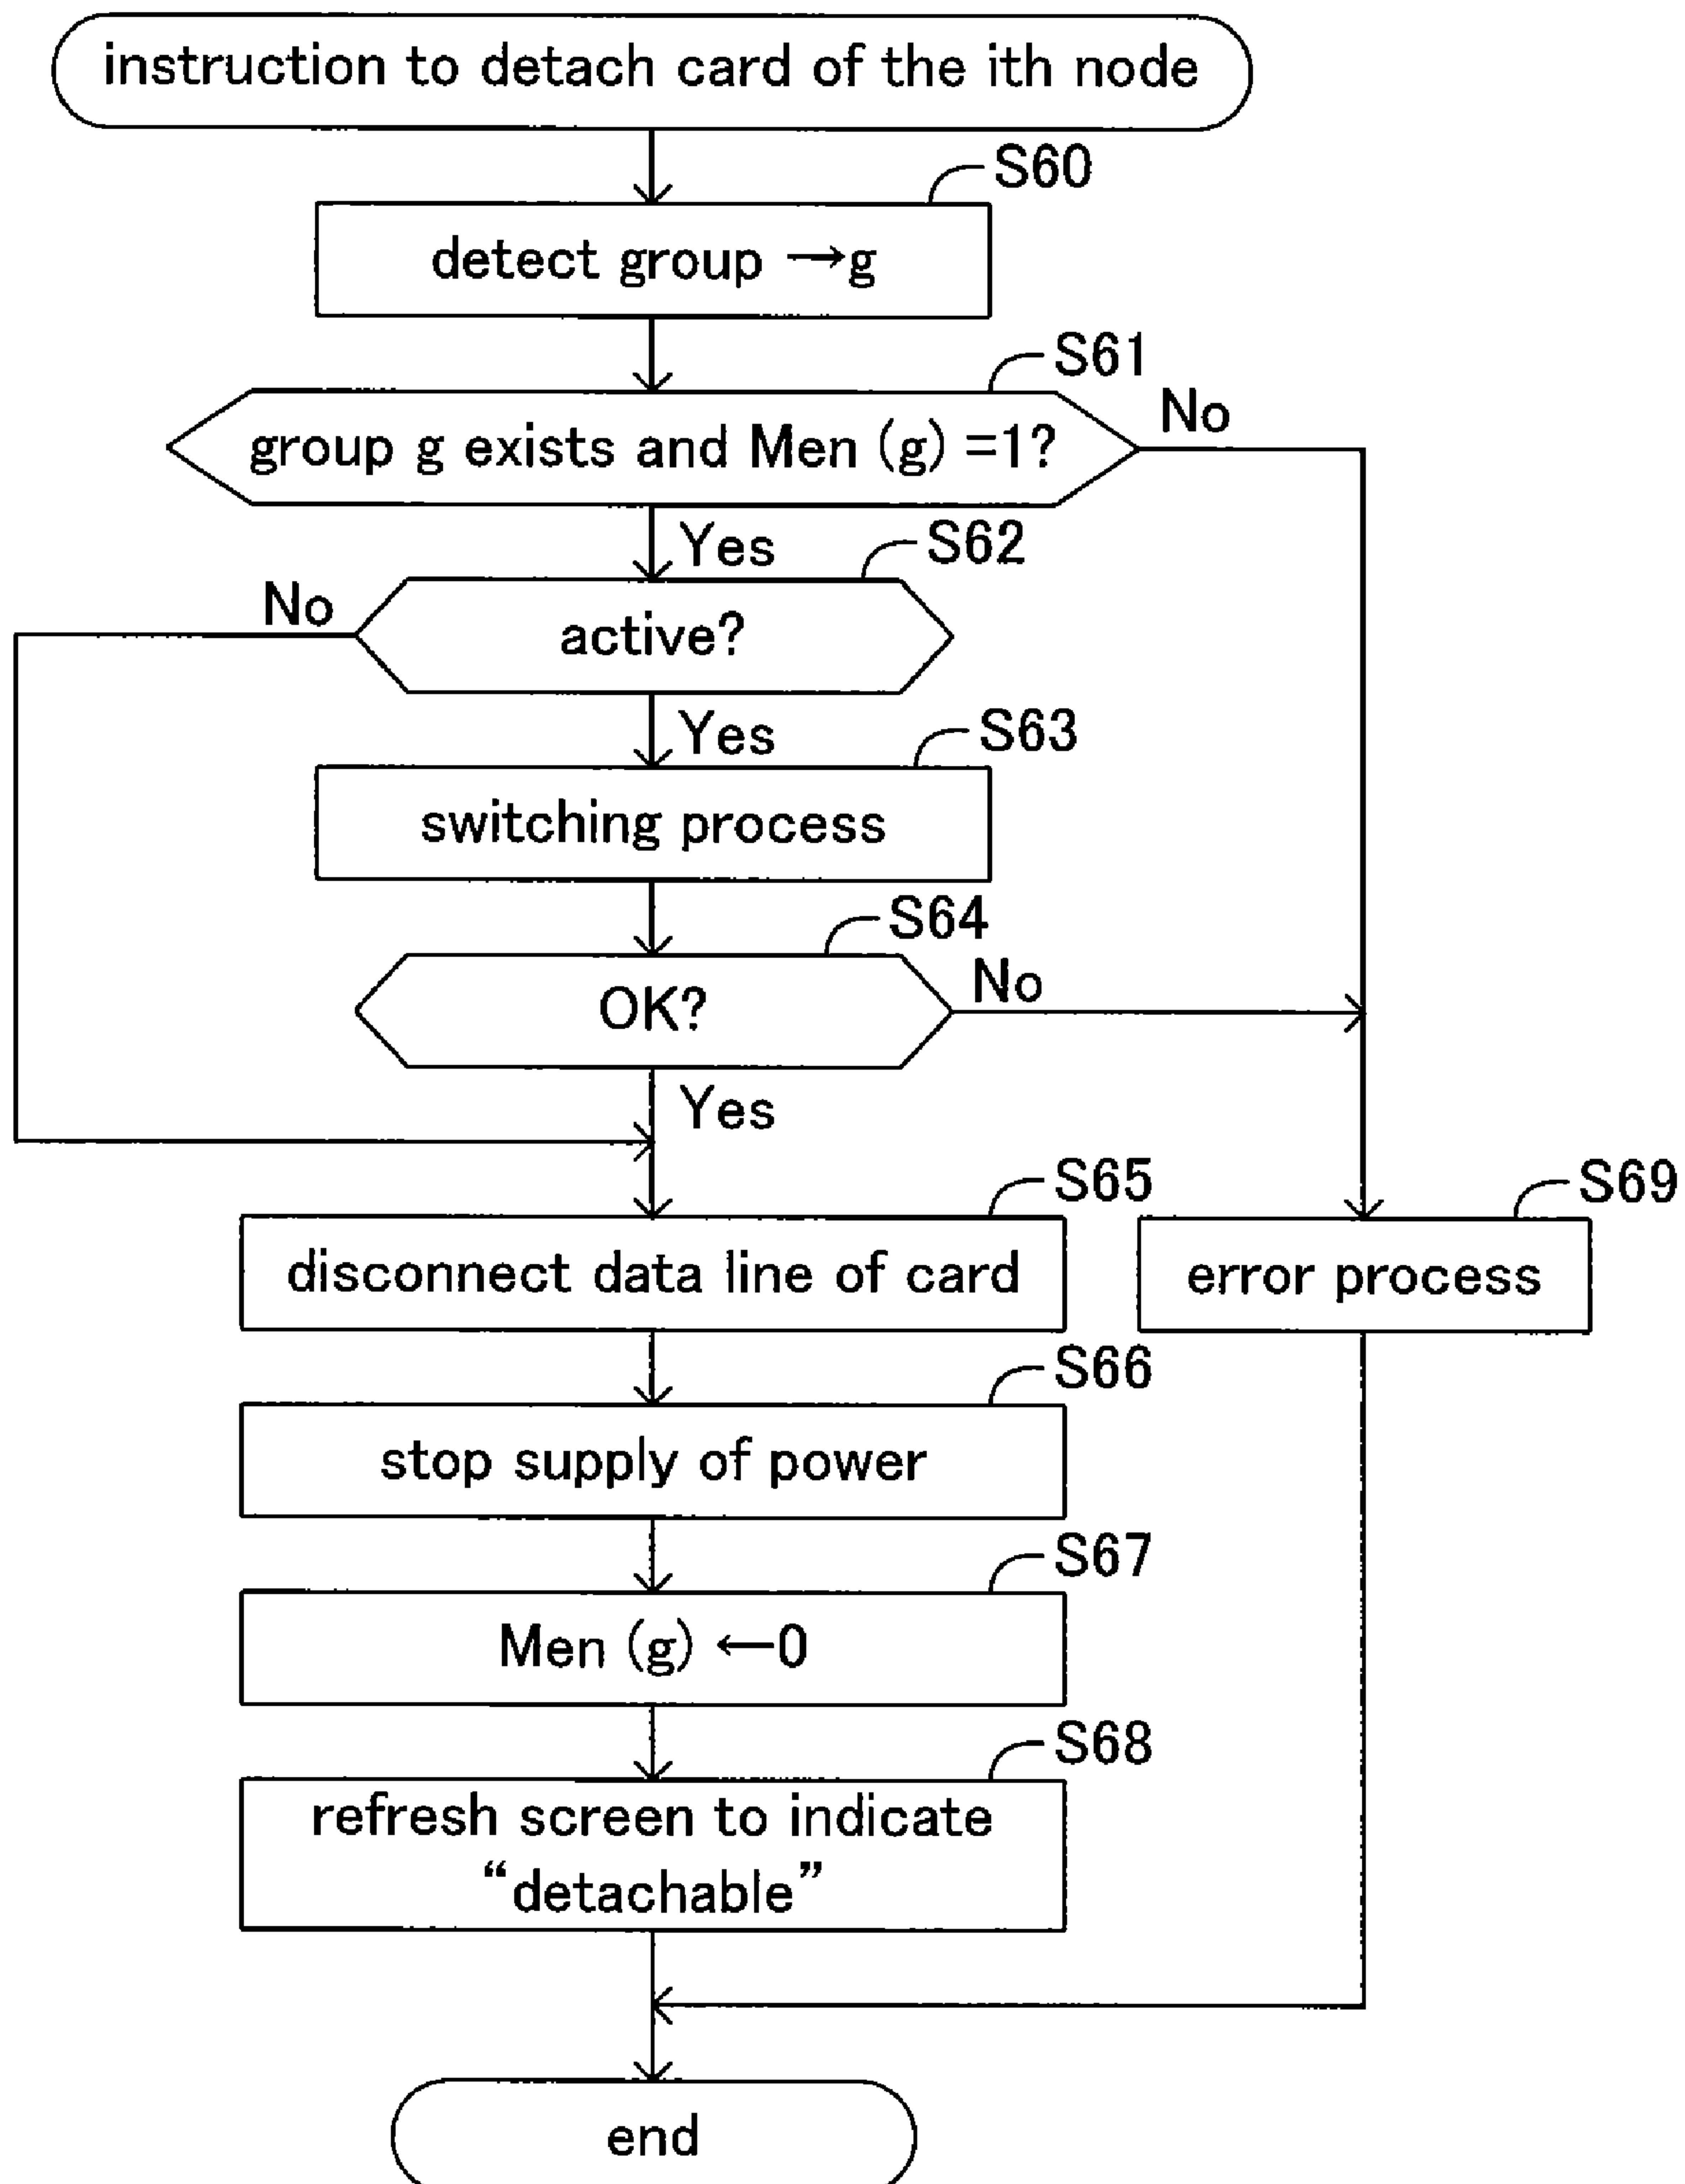 instruction to detach card of the ith node
S60
detect group →g
S61
group g exists and Men (g) =1?
No
Yes
S62
No
active?
Yes
S63
switching process
S64
OK?
No
Yes
S65
disconnect data line of card
S69
error process
S66
stop supply of power
S67
Men (g) ←0
S68
refresh screen to indicate
“detachable”
end